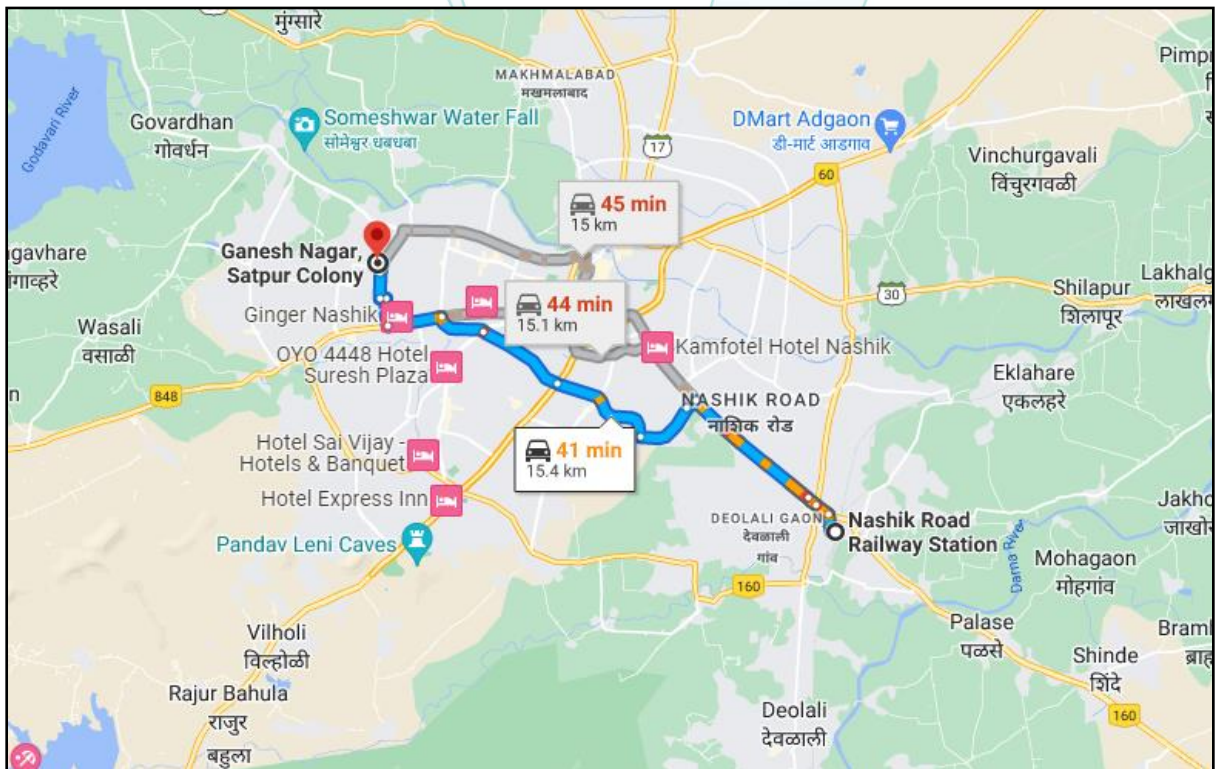 मुंग्सारे
MAKHMALABAD
मखमलाबाद
Godavari River
Govardhan
गोवर्धन
Someshwar Water Fall
सोमेश्वर धबधबा
17
DMart Adgaon
डी-मार्ट आडगाव
60
Vinchurgavali
विंचुरगवळी
Pimp
45 min
15 km
Ganesh Nagar,
Satpur Colony
gavhare
गाव्हरे
44 min
15.1 km
30
Lakhalg
Shilapur
शिलापूर
Ginger Nashik
Wasali
वसाळी
OYO 4448 Hotel
Suresh Plaza
Kamfotel Hotel Nashik
Eklahare
एकलहरे
n
848
NASHIK ROAD
नाशिक रोड
Hotel Sai Vijay -
Hotels & Banquet
41 min
15.4 km
Hotel Express Inn
Pandav Leni Caves
DEOLALI GAON
देवळाली
गांव
Nashik Road
Railway Station
Darna River
Jakho
जाखो
Mohagaon
मोहगांव
160
Palase
पळसे
Vilholi
विल्होळी
Shinde
शिंदे
Rajur Bahula
राजुर
बहुला
Deolali
देवळाली
160